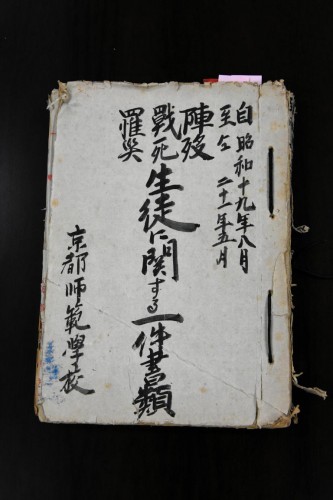 自昭和十九年八月
至仝二十一年五月
陣歿
戰死
罹災
生徒に関する一件書類
京都師範學校